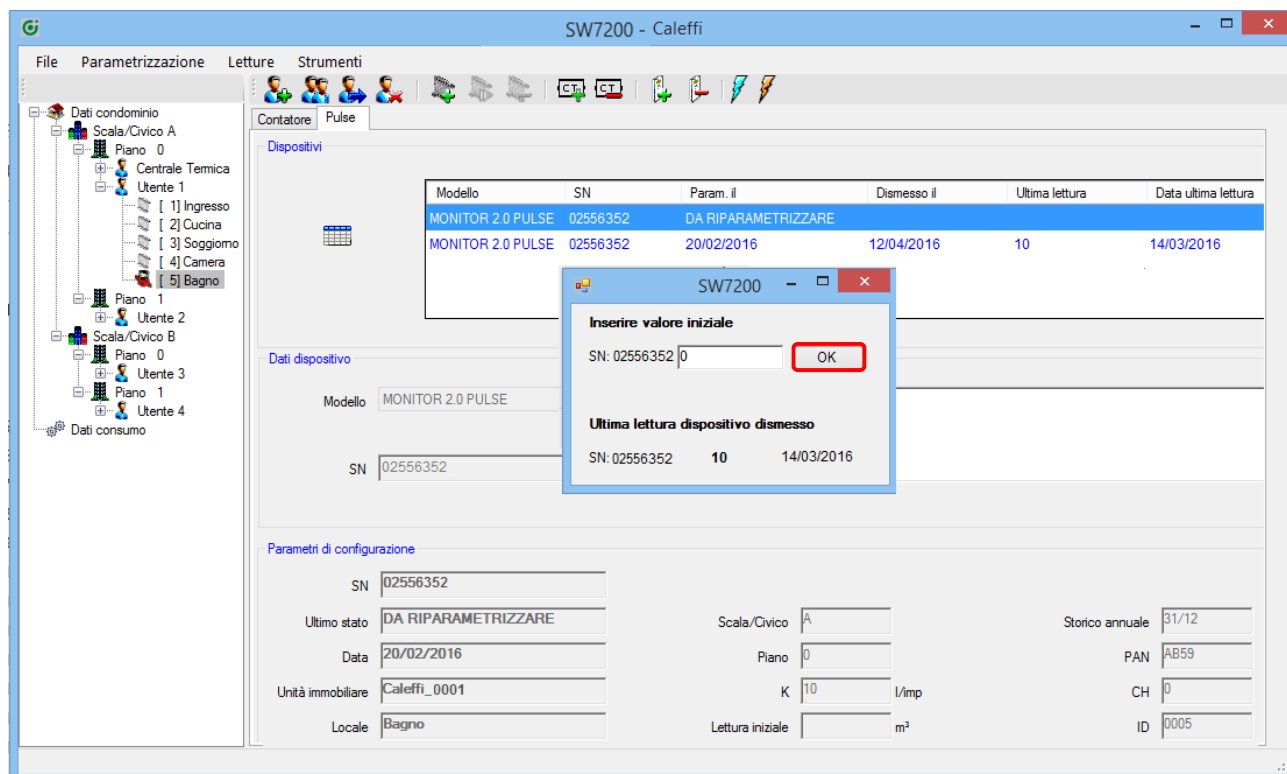 SW7200 - Caleffi
File Parametrizzazione Letture Strumenti
Dati condominio
Scala/Civico A
Piano 0
Centrale Termica
Utente 1
[ 1] Ingresso
[ 2] Cucina
[ 3] Soggiorno
[ 4] Camera
[ 5] Bagno
Piano 1
Utente 2
Scala/Civico B
Piano 0
Utente 3
Piano 1
Utente 4
Dati consumo
Contatore Pulse
Dispositivi
Modello SN Param. il Dismesso il Ultima lettura Data ultima lettura
MONITOR 2.0 PULSE 02556352 DA RIPARAMETRIZZARE
MONITOR 2.0 PULSE 02556352 20/02/2016 12/04/2016 10 14/03/2016
SW7200
Inserire valore iniziale
SN: 02556352 0 OK
Ultima lettura dispositivo dismesso
SN: 02556352 10 14/03/2016
Dati dispositivo
Modello MONITOR 2.0 PULSE
SN 02556352
Parametri di configurazione
SN 02556352
Ultimo stato DA RIPARAMETRIZZARE Scala/Civico A Storico annuale 31/12
Data 20/02/2016 Piano 0 PAN AB59
Unità immobiliare Caleffi_0001 K 10 l/imp CH 0
Locale Bagno Lettura iniziale m³ ID 0005